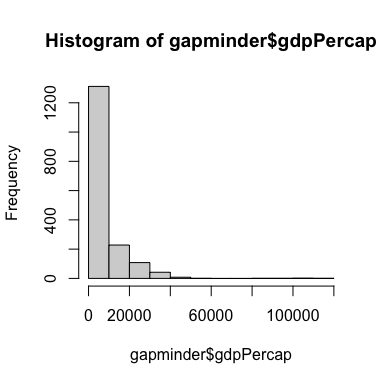 Histogram of gapminder$gdpPercap
Frequency
1200
800
400
0
0 20000 60000 100000
gapminder$gdpPercap